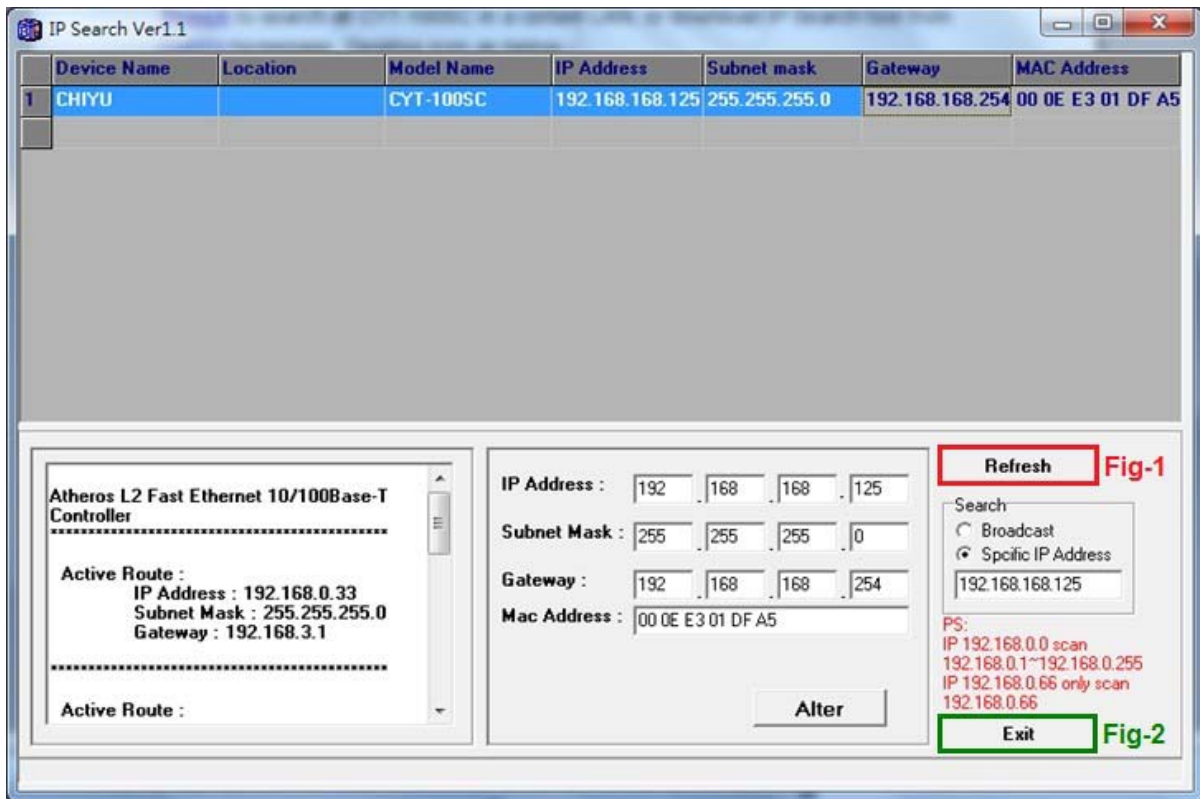 IP Search Ver1.1
Device Name Location Model Name IP Address Subnet mask Gateway MAC Address
1 CHIYU CYT-100SC 192.168.168.125 255.255.255.0 192.168.168.254 00 0E E3 01 DF A5
Atheros L2 Fast Ethernet 10/100Base-T
Controller
************************************************
Active Route :
IP Address : 192.168.0.33
Subnet Mask : 255.255.255.0
Gateway : 192.168.3.1
************************************************
Active Route :
IP Address : 192 . 168 . 168 . 125
Subnet Mask : 255 . 255 . 255 . 0
Gateway : 192 . 168 . 168 . 254
Mac Address : 00 0E E3 01 DF A5
Alter
Refresh Fig-1
Search
Broadcast
Spcific IP Address
192.168.168.125
PS:
IP 192.168.0.0 scan
192.168.0.1~192.168.0.255
IP 192.168.0.66 only scan
192.168.0.66
Exit Fig-2